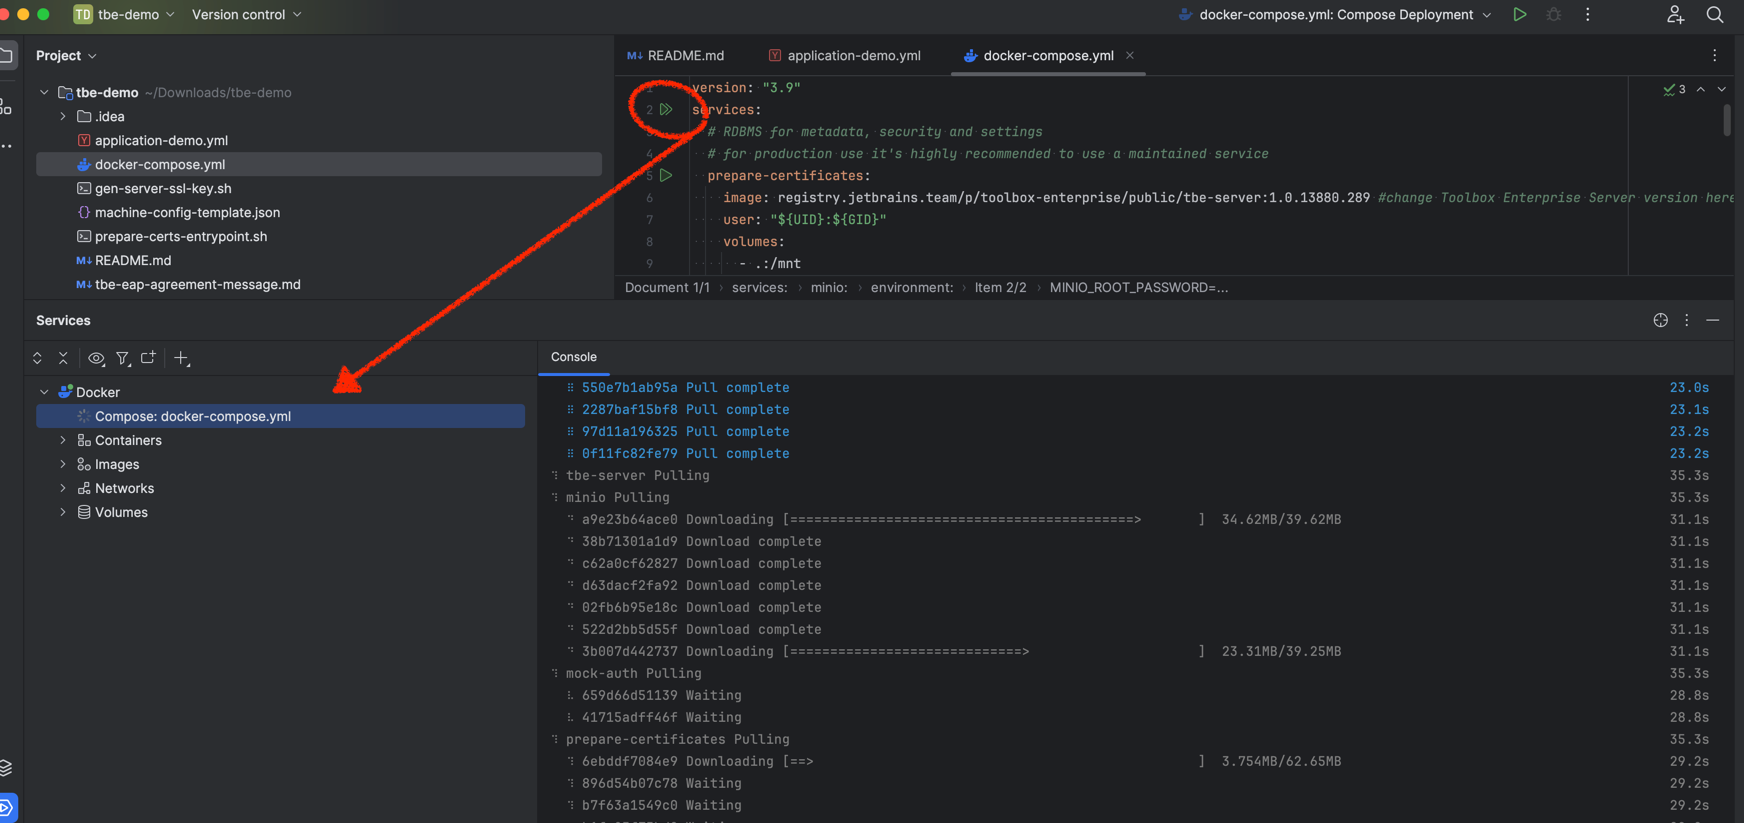 TD tbe-demo Version control docker-compose.yml: Compose Deployment
Project
tbe-demo ~/Downloads/tbe-demo
.idea
application-demo.yml
docker-compose.yml
gen-server-ssl-key.sh
machine-config-template.json
prepare-certs-entrypoint.sh
README.md
tbe-eap-agreement-message.md
README.md application-demo.yml docker-compose.yml
3
1 version: "3.9"
2 services:
3 # RDBMS for metadata, security and settings
4 # for production use it's highly recommended to use a maintained service
5 prepare-certificates:
6 image: registry.jetbrains.team/p/toolbox-enterprise/public/tbe-server:1.0.13880.289 #change Toolbox Enterprise Server version here
7 user: "${UID}:${GID}"
8 volumes:
9 - .:/mnt
Document 1/1 › services: › minio: › environment: › Item 2/2 › MINIO_ROOT_PASSWORD=...
Services
Docker
Compose: docker-compose.yml
Containers
Images
Networks
Volumes
Console
550e7b1ab95a Pull complete 23.0s
2287baf15bf8 Pull complete 23.1s
97d11a196325 Pull complete 23.2s
0f11fc82fe79 Pull complete 23.2s
tbe-server Pulling 35.3s
minio Pulling 35.3s
a9e23b64ace0 Downloading [===========================================> ] 34.62MB/39.62MB 31.1s
38b71301a1d9 Download complete 31.1s
c62a0cf62827 Download complete 31.1s
d63dacf2fa92 Download complete 31.1s
02fb6b95e18c Download complete 31.1s
522d2bb5d55f Download complete 31.1s
3b007d442737 Downloading [=============================> ] 23.31MB/39.25MB 31.1s
mock-auth Pulling 35.3s
659d66d51139 Waiting 28.8s
41715adff46f Waiting 28.8s
prepare-certificates Pulling 35.3s
6ebddf7084e9 Downloading [==> ] 3.754MB/62.65MB 29.2s
896d54b07c78 Waiting 29.2s
b7f63a1549c0 Waiting 29.2s